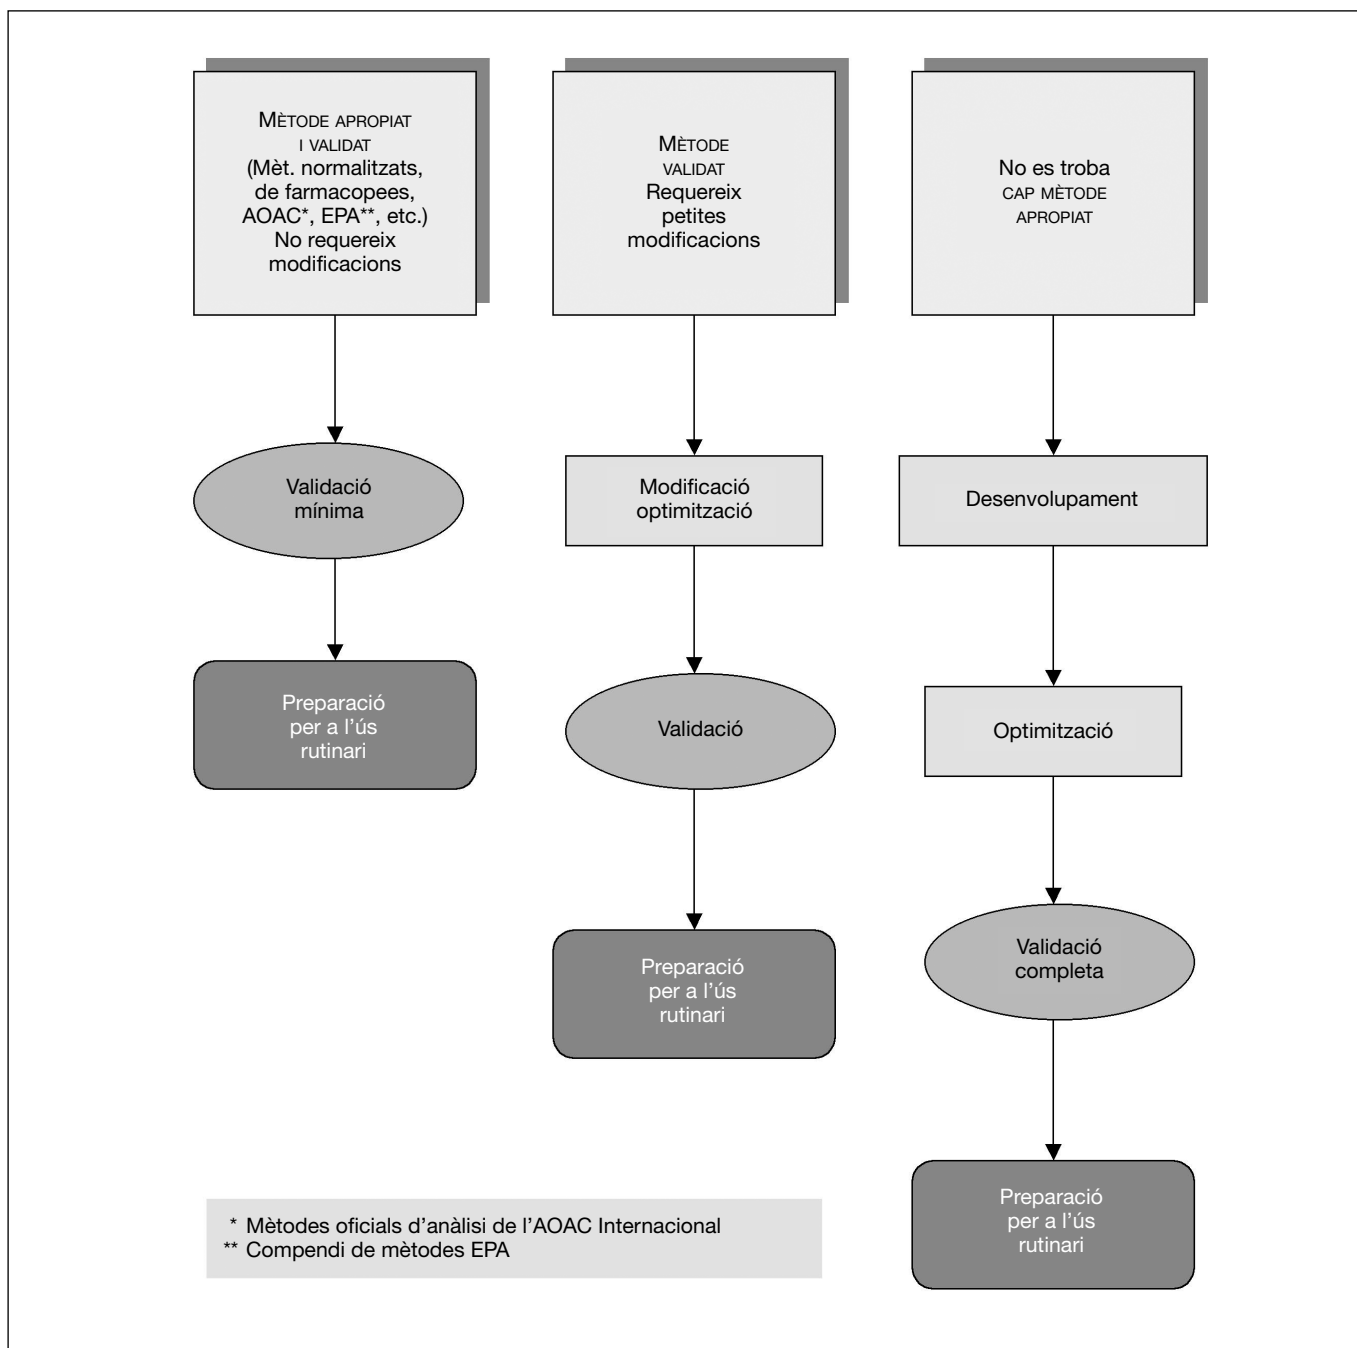 MÈTODE APROPIAT
I VALIDAT
(Mèt. normalitzats,
de farmacopees,
AOAC*, EPA**, etc.)
No requereix
modificacions
MÈTODE
VALIDAT
Requereix
petites
modificacions
No es troba
CAP MÈTODE
APROPIAT
Validació
mínima
Modificació
optimització
Desenvolupament
Preparació
per a l’ús
rutinari
Validació
Optimització
Preparació
per a l’ús
rutinari
Validació
completa
Preparació
per a l’ús
rutinari
* Mètodes oficials d’anàlisi de l’AOAC Internacional
** Compendi de mètodes EPA